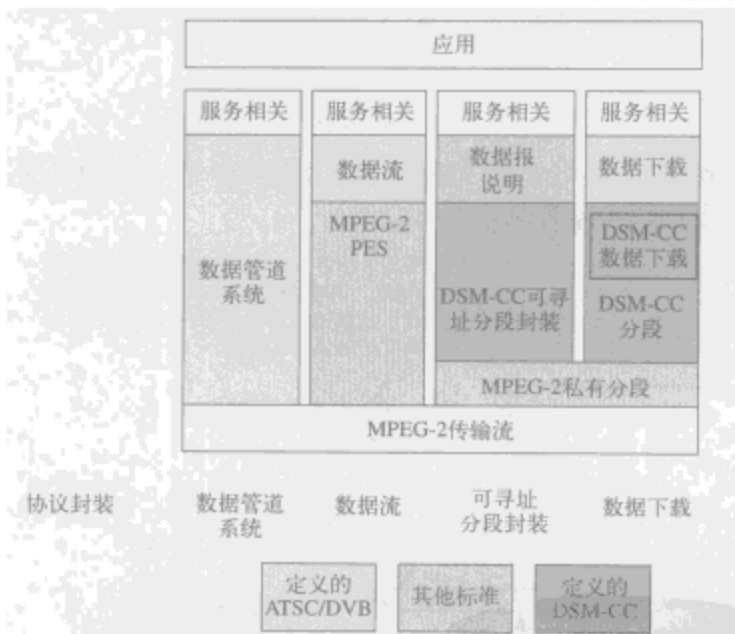 应用
服务相关
服务相关
服务相关
服务相关
数据管道
系统
数据流
MPEG-2
PES
数据报
说明
DSM-CC可寻
址分段封装
数据下载
DSM-CC
数据下载
DSM-CC
分段
MPEG-2私有分段
MPEG-2传输流
协议封装
数据管道
系统
数据流
可寻址
分段封装
数据下载
定义的
ATSC/DVB
其他标准
定义的
DSM-CC